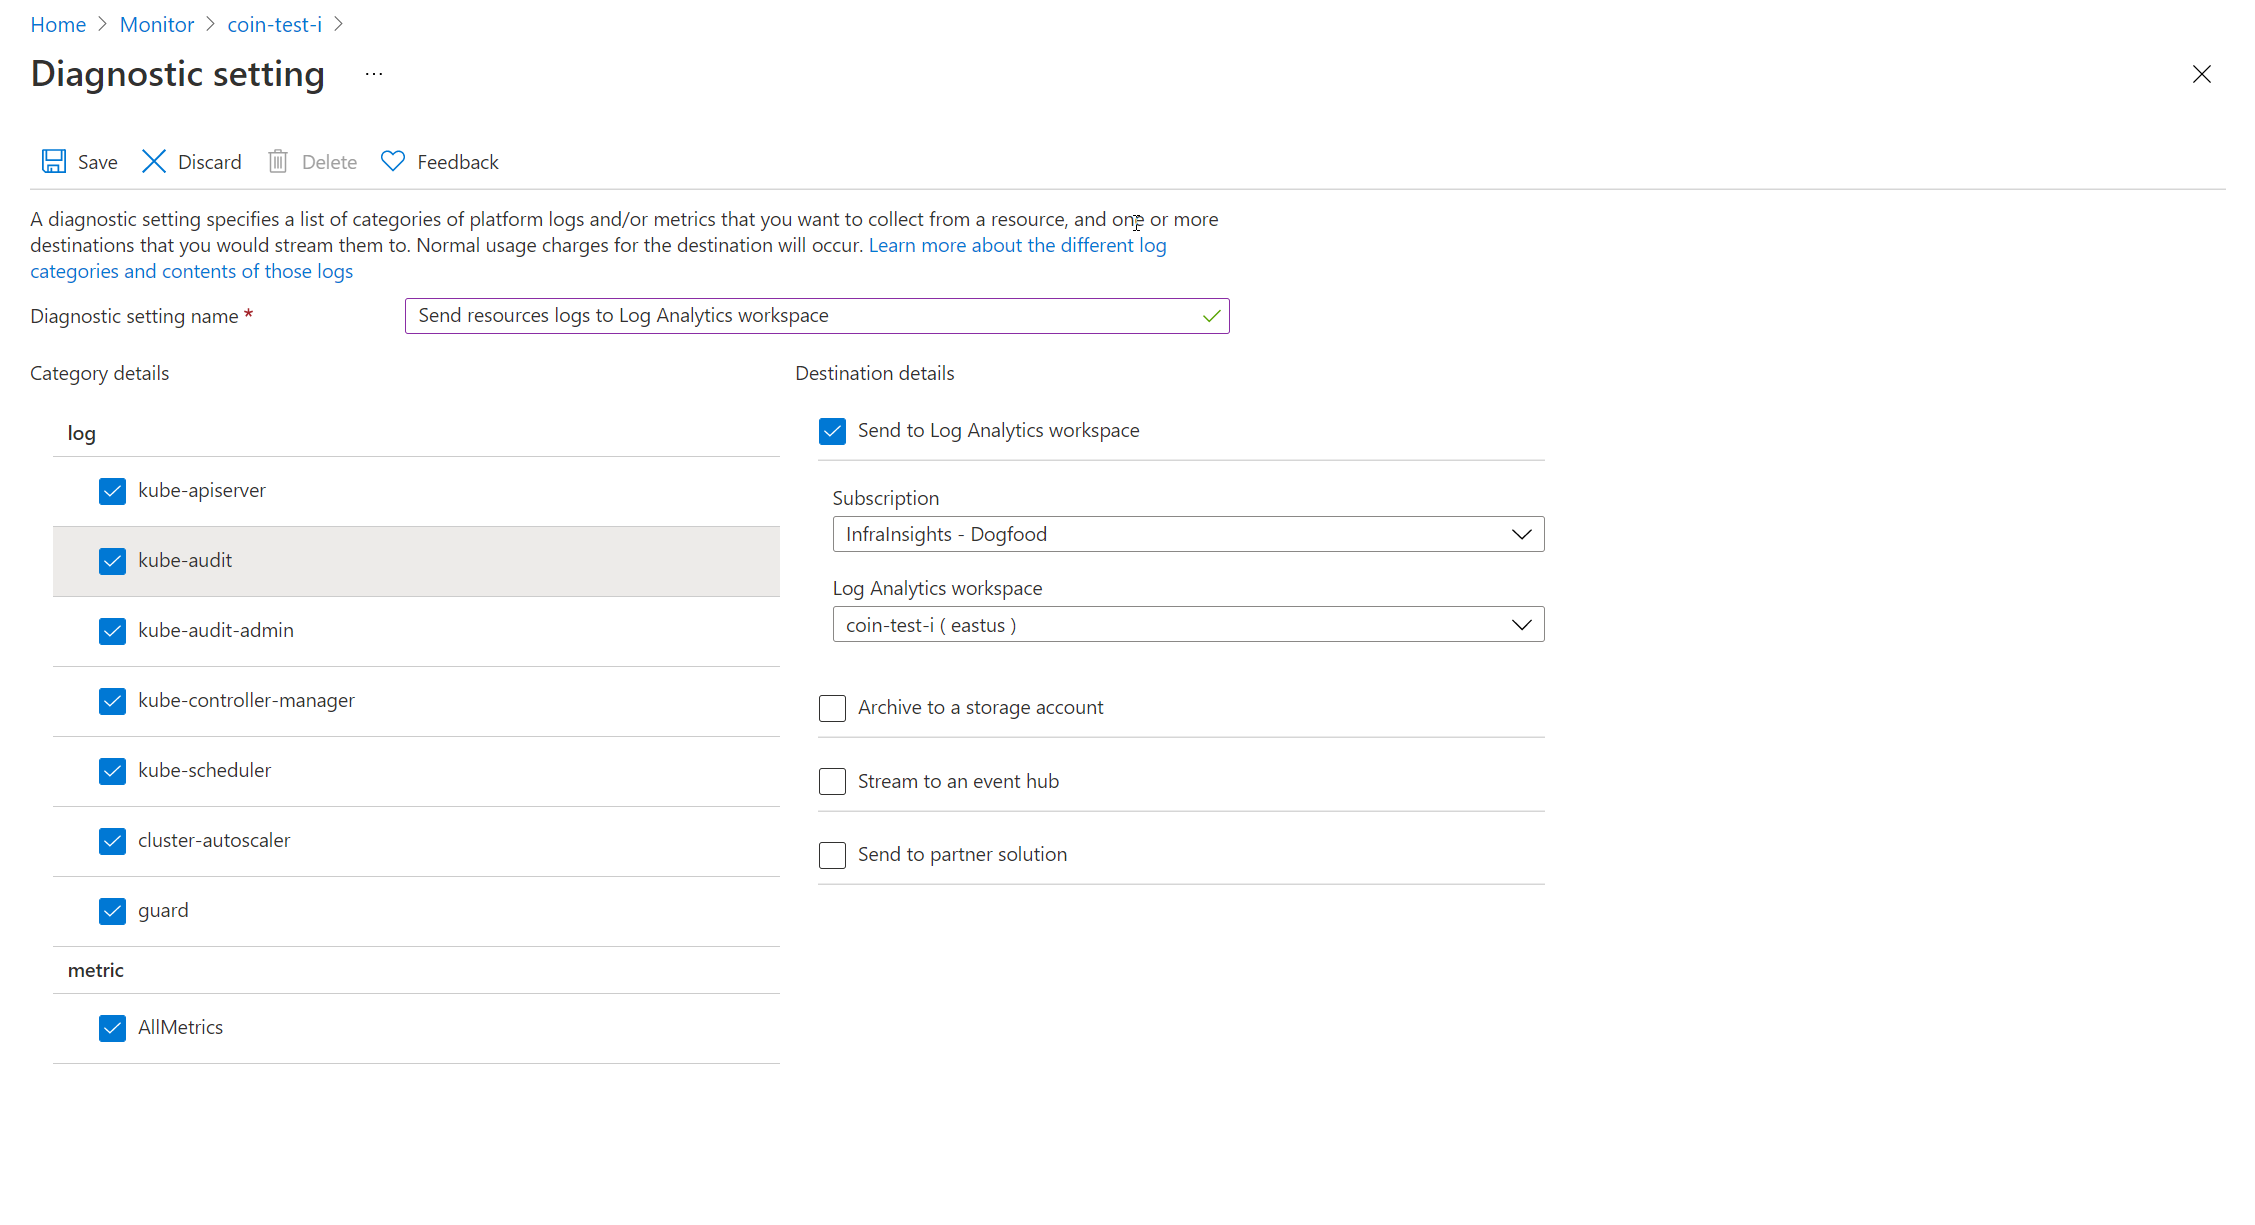 Home > Monitor > coin-test-i >
Diagnostic setting ...
Save Discard Delete Feedback
A diagnostic setting specifies a list of categories of platform logs and/or metrics that you want to collect from a resource, and one or more
destinations that you would stream them to. Normal usage charges for the destination will occur. Learn more about the different log
categories and contents of those logs
Diagnostic setting name *
Send resources logs to Log Analytics workspace
Category details
log
kube-apiserver
kube-audit
kube-audit-admin
kube-controller-manager
kube-scheduler
cluster-autoscaler
guard
metric
AllMetrics
Destination details
Send to Log Analytics workspace
Subscription
InfraInsights - Dogfood
Log Analytics workspace
coin-test-i ( eastus )
Archive to a storage account
Stream to an event hub
Send to partner solution